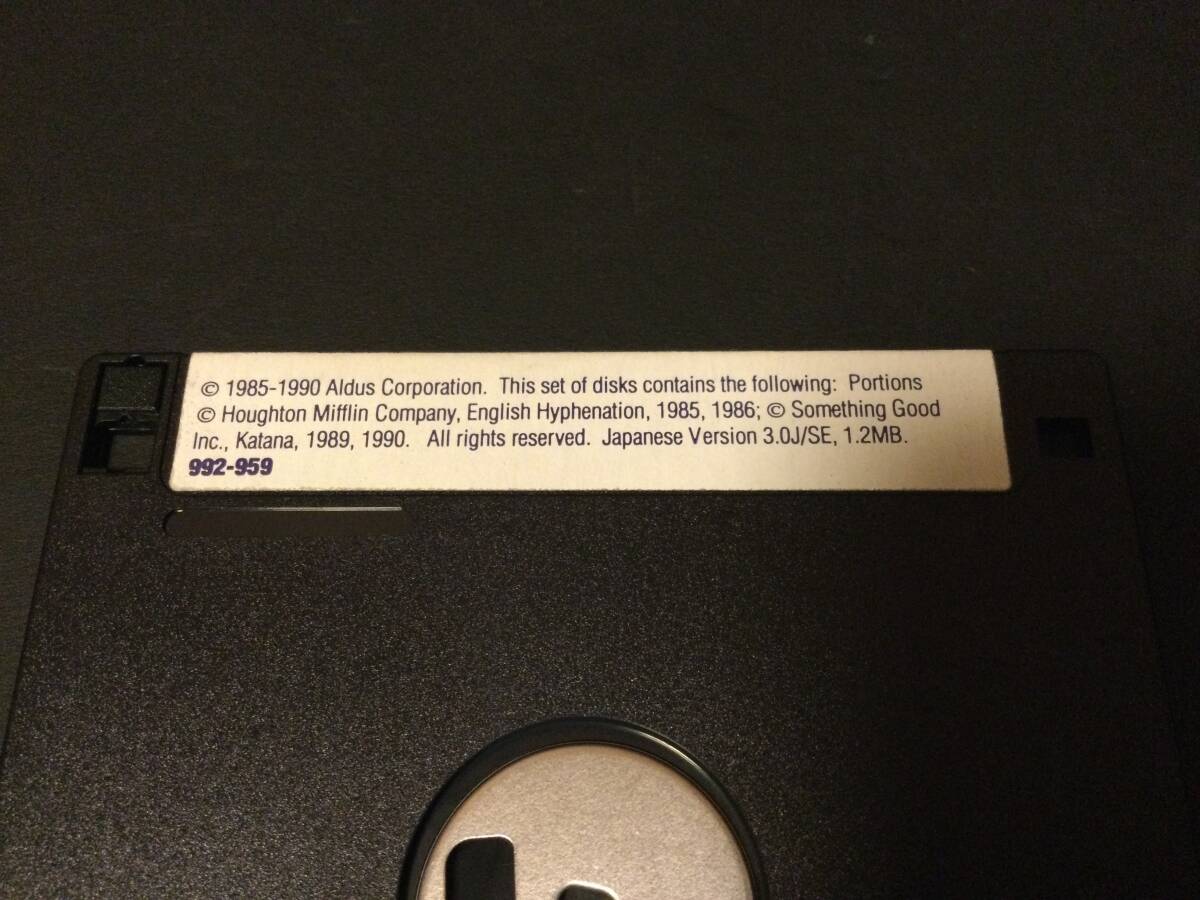 © 1985-1990 Aldus Corporation. This set of disks contains the following: Portions
© Houghton Mifflin Company, English Hyphenation, 1985, 1986; © Something Good
Inc., Katana, 1989, 1990. All rights reserved. Japanese Version 3.0J/SE, 1.2MB.
992-959